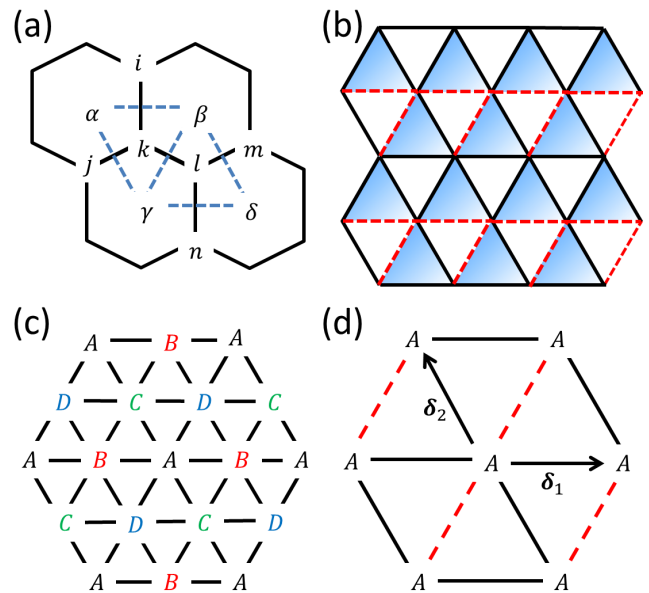 (a)
i
α β
j k l m
γ δ
n
(b)
(c)
A B A
D C D C
A B A B A
C D C D
A B A
(d)
A A
δ₂
A A A
δ₁
A A